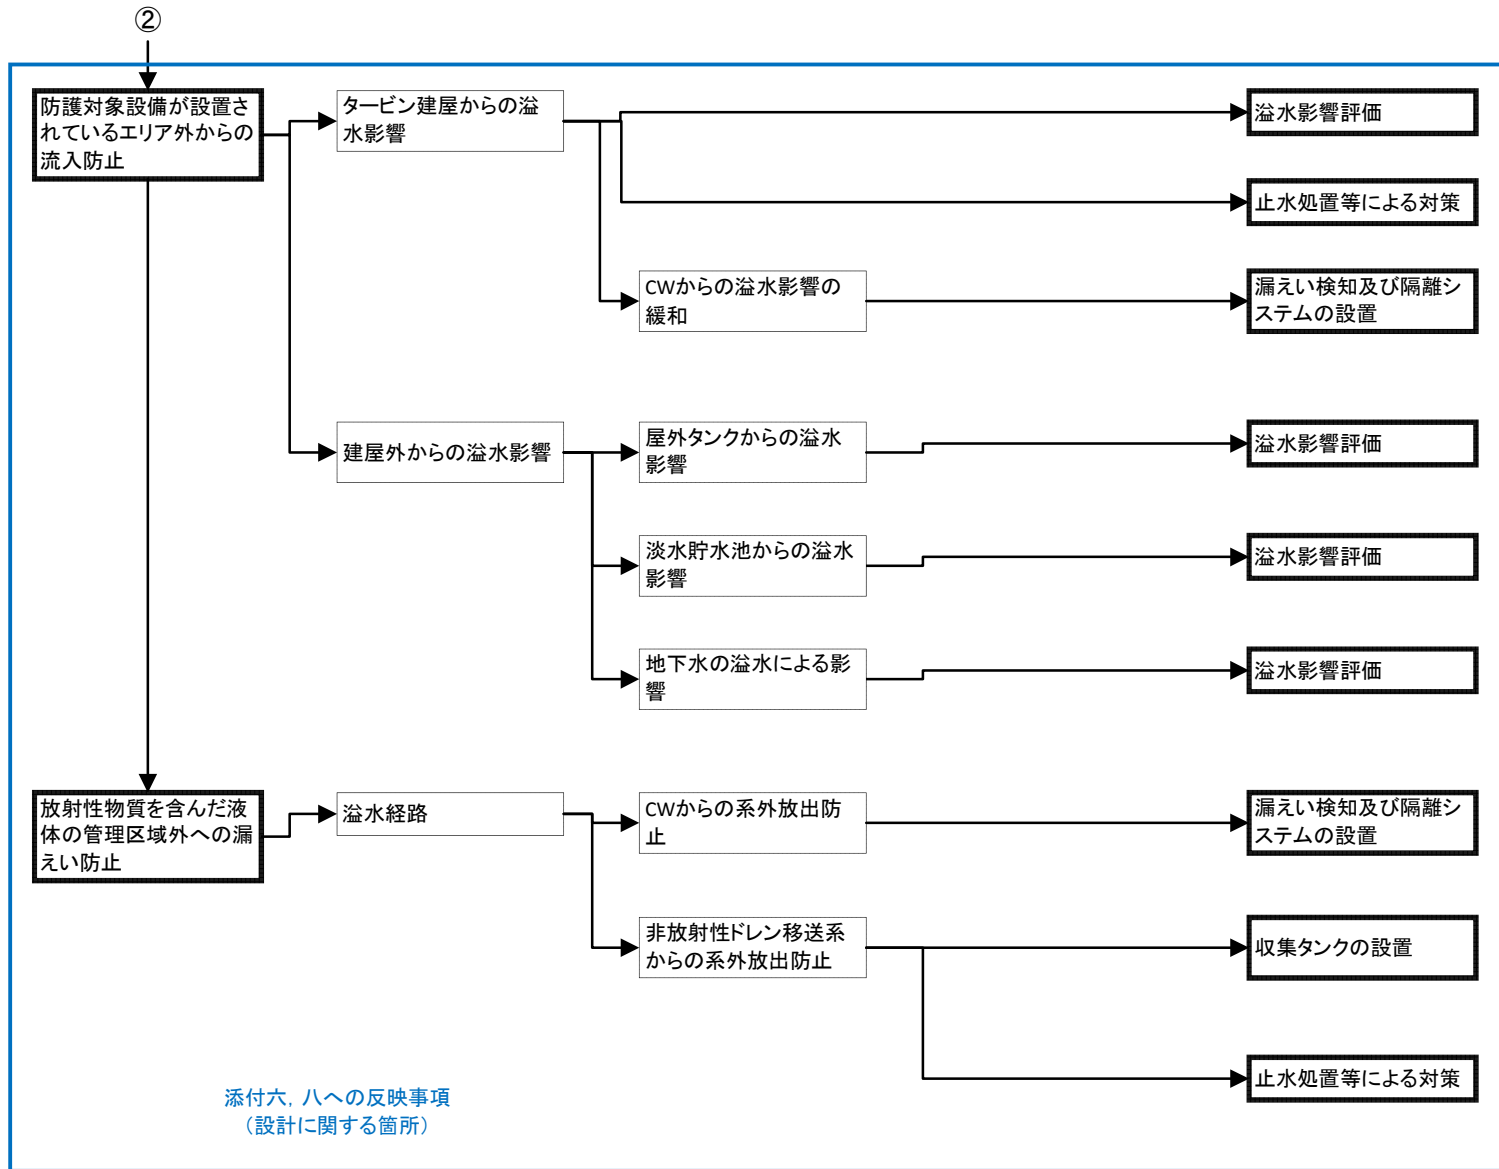 ②
防護対象設備が設置さ
れているエリア外からの
流入防止
タービン建屋からの溢
水影響
溢水影響評価
止水処置等による対策
CWからの溢水影響の
緩和
漏えい検知及び隔離シ
ステムの設置
建屋外からの溢水影響
屋外タンクからの溢水
影響
溢水影響評価
淡水貯水池からの溢水
影響
溢水影響評価
地下水の溢水による影
響
溢水影響評価
放射性物質を含んだ液
体の管理区域外への漏
えい防止
溢水経路
CWからの系外放出防
止
漏えい検知及び隔離シ
ステムの設置
非放射性ドレン移送系
からの系外放出防止
収集タンクの設置
止水処置等による対策
添付六，八への反映事項
（設計に関する箇所）